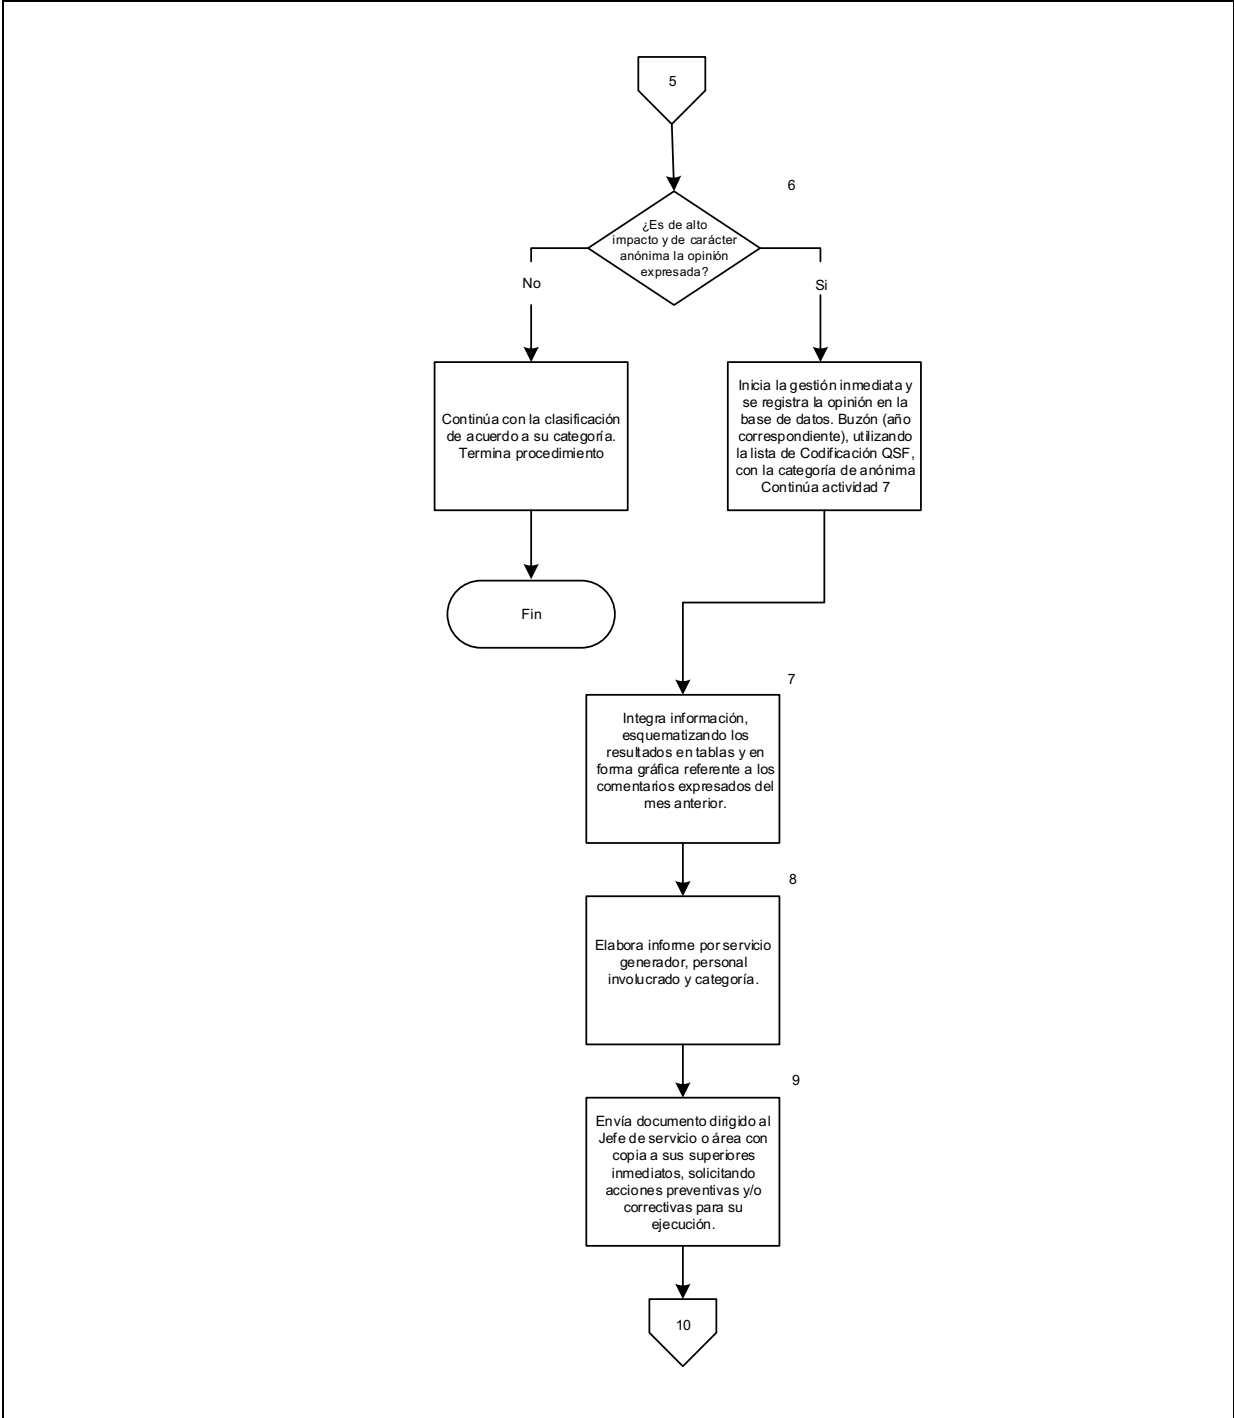 5
6
¿Es de alto
impacto y de carácter
anónima la opinión
expresada?
No
Si
Continúa con la clasificación
de acuerdo a su categoría.
Termina procedimiento
Inicia la gestión inmediata y
se registra la opinión en la
base de datos. Buzón (año
correspondiente), utilizando
la lista de Codificación QSF,
con la categoría de anónima
Continúa actividad 7
Fin
7
Integra información,
esquematizando los
resultados en tablas y en
forma gráfica referente a los
comentarios expresados del
mes anterior.
8
Elabora informe por servicio
generador, personal
involucrado y categoría.
9
Envía documento dirigido al
Jefe de servicio o área con
copia a sus superiores
inmediatos, solicitando
acciones preventivas y/o
correctivas para su
ejecución.
10